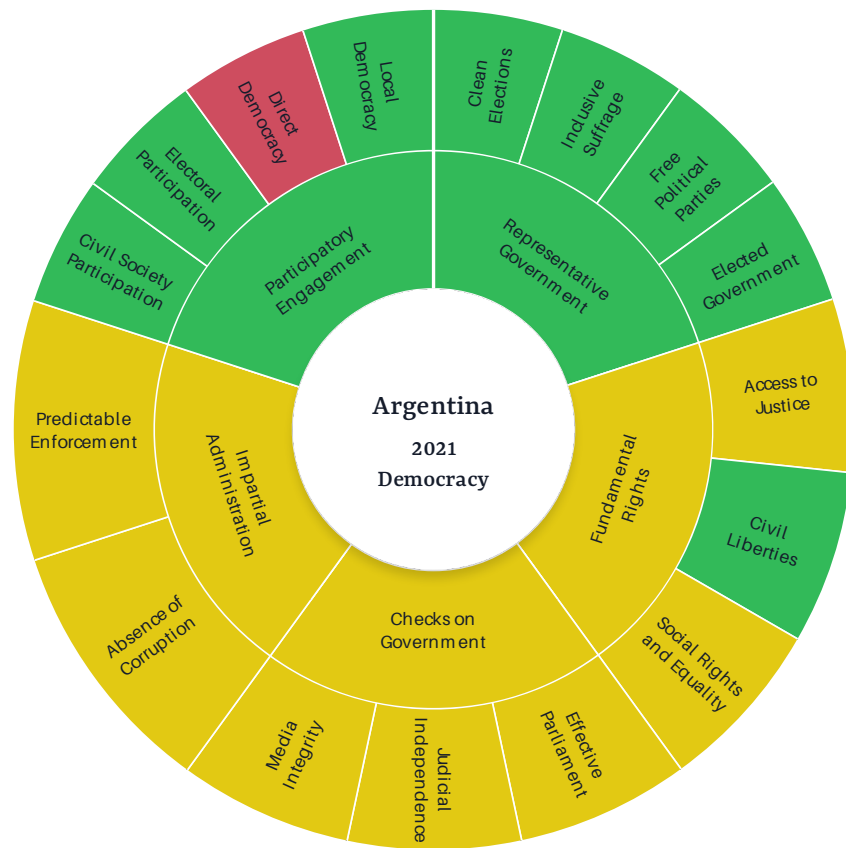 Argentina
2021
Democracy
Representative
Government
Fundamental
Rights
Checks on
Government
Impartial
Administration
Participatory
Engagement
Clean
Elections
Inclusive
Suffrage
Free
Political
Parties
Elected
Government
Access to
Justice
Civil
Liberties
Social Rights
and Equality
Effective
Parliament
Judicial
Independence
Media
Integrity
Absence of
Corruption
Predictable
Enforcement
Civil Society
Participation
Electoral
Participation
Direct
Democracy
Local
Democracy